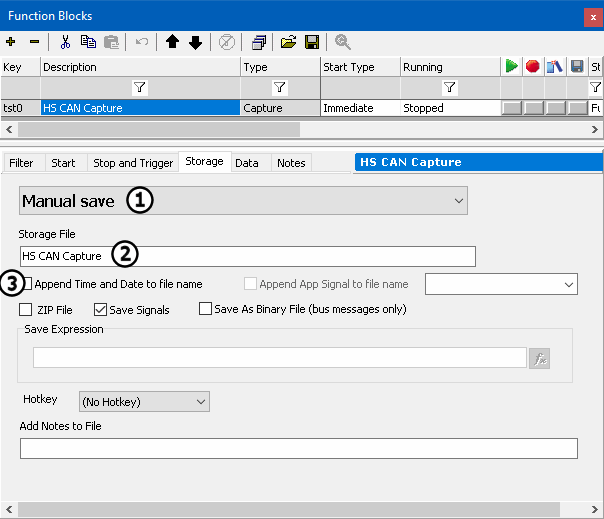 Function Blocks
x
Key Description Type Start Type Running St
tst0 HS CAN Capture Capture Immediate Stopped Fu
Filter Start Stop and Trigger Storage Data Notes HS CAN Capture
Manual save 1
Storage File
HS CAN Capture 2
3 Append Time and Date to file name Append App Signal to file name
ZIP File Save Signals Save As Binary File (bus messages only)
Save Expression
fx
Hotkey (No Hotkey)
Add Notes to File